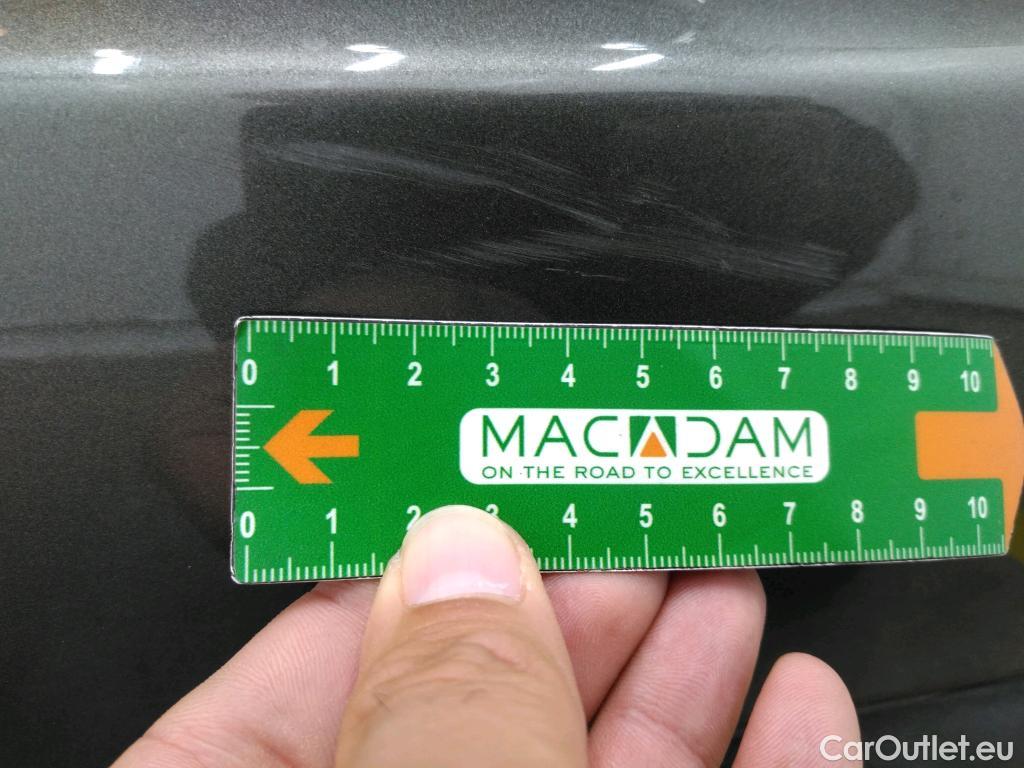 0 1 2 3 4 5 6 7 8 9 10
MACADAM
ON THE ROAD TO EXCELLENCE
0 1 2 3 4 5 6 7 8 9 10
CarOutlet.eu